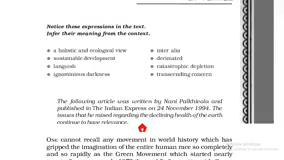 Notice these expressions in the text.
Infer their meaning from the context.
• a holistic and ecological view
• inter alia
• sustainable development
• decimated
• languish
• catastrophic depletion
• ignominious darkness
• transcending concern
The following article was written by Nani Palkhivala and
published in The Indian Express on 24 November 1994. The
issues that he raised regarding the declining health of the earth
continue to have relevance.
ONE cannot recall any movement in world history which has
gripped the imagination of the entire human race so completely
and so rapidly as the Green Movement which started nearly